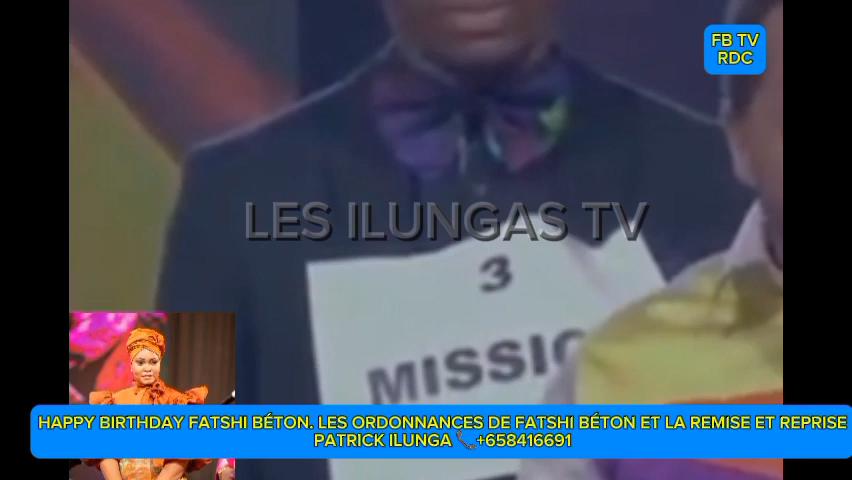 FB TV
RDC
LES ILUNGAS TV
3
HAPPY BIRTHDAY FATSHI BÉTON. LES ORDONNANCES DE FATSHI BÉTON ET LA REMISE ET REPRISE
PATRICK ILUNGA 📞+658416691